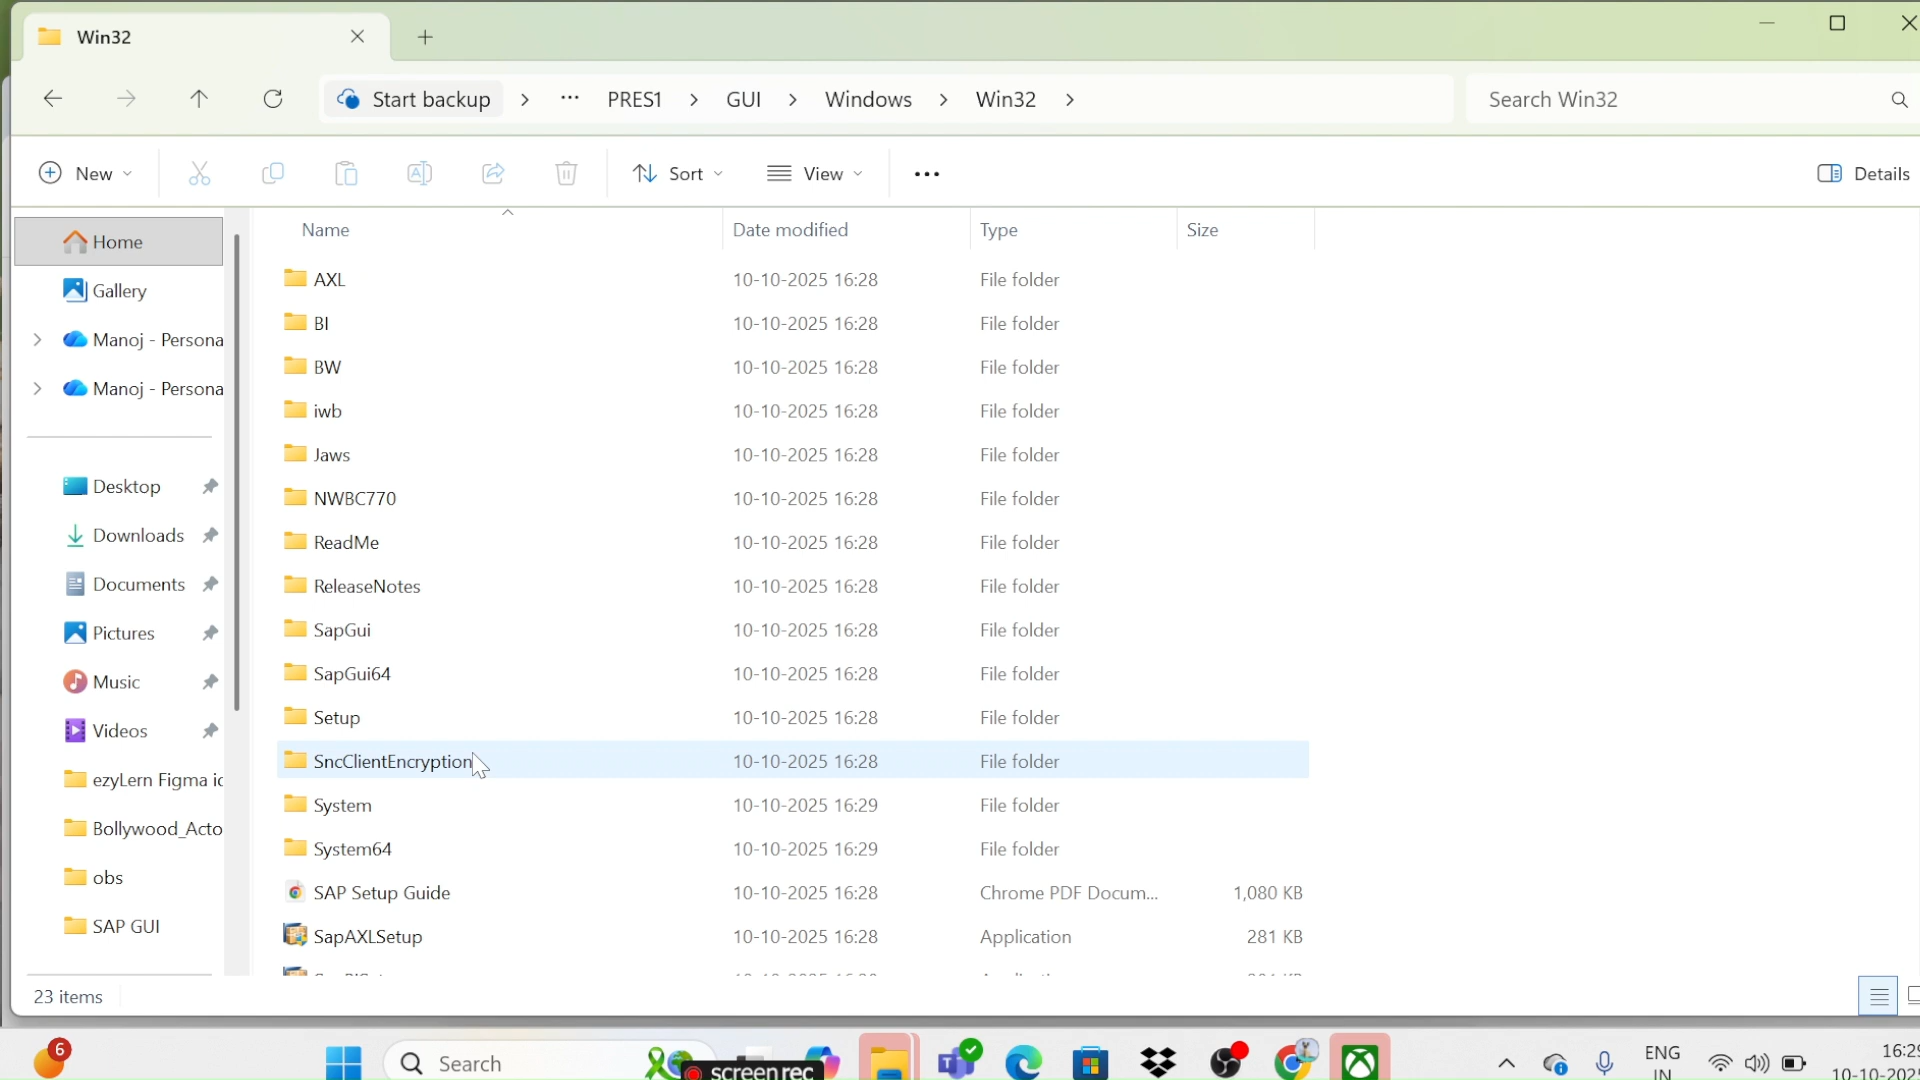 Win32
Start backup > ··· PRES1 > GUI > Windows > Win32 >
Search Win32
New
Sort
View
Details
Name Date modified Type Size
Home
Gallery
Manoj - Persona
Manoj - Persona
Desktop
Downloads
Documents
Pictures
Music
Videos
ezyLern Figma ic
Bollywood_Acto
obs
SAP GUI
AXL 10-10-2025 16:28 File folder
BI 10-10-2025 16:28 File folder
BW 10-10-2025 16:28 File folder
iwb 10-10-2025 16:28 File folder
Jaws 10-10-2025 16:28 File folder
NWBC770 10-10-2025 16:28 File folder
ReadMe 10-10-2025 16:28 File folder
ReleaseNotes 10-10-2025 16:28 File folder
SapGui 10-10-2025 16:28 File folder
SapGui64 10-10-2025 16:28 File folder
Setup 10-10-2025 16:28 File folder
SncClientEncryption 10-10-2025 16:28 File folder
System 10-10-2025 16:29 File folder
System64 10-10-2025 16:29 File folder
SAP Setup Guide 10-10-2025 16:28 Chrome PDF Docum... 1,080 KB
SapAXLSetup 10-10-2025 16:28 Application 281 KB
23 items
6
Search
screen rec
ENG
IN
16:29
10-10-2025